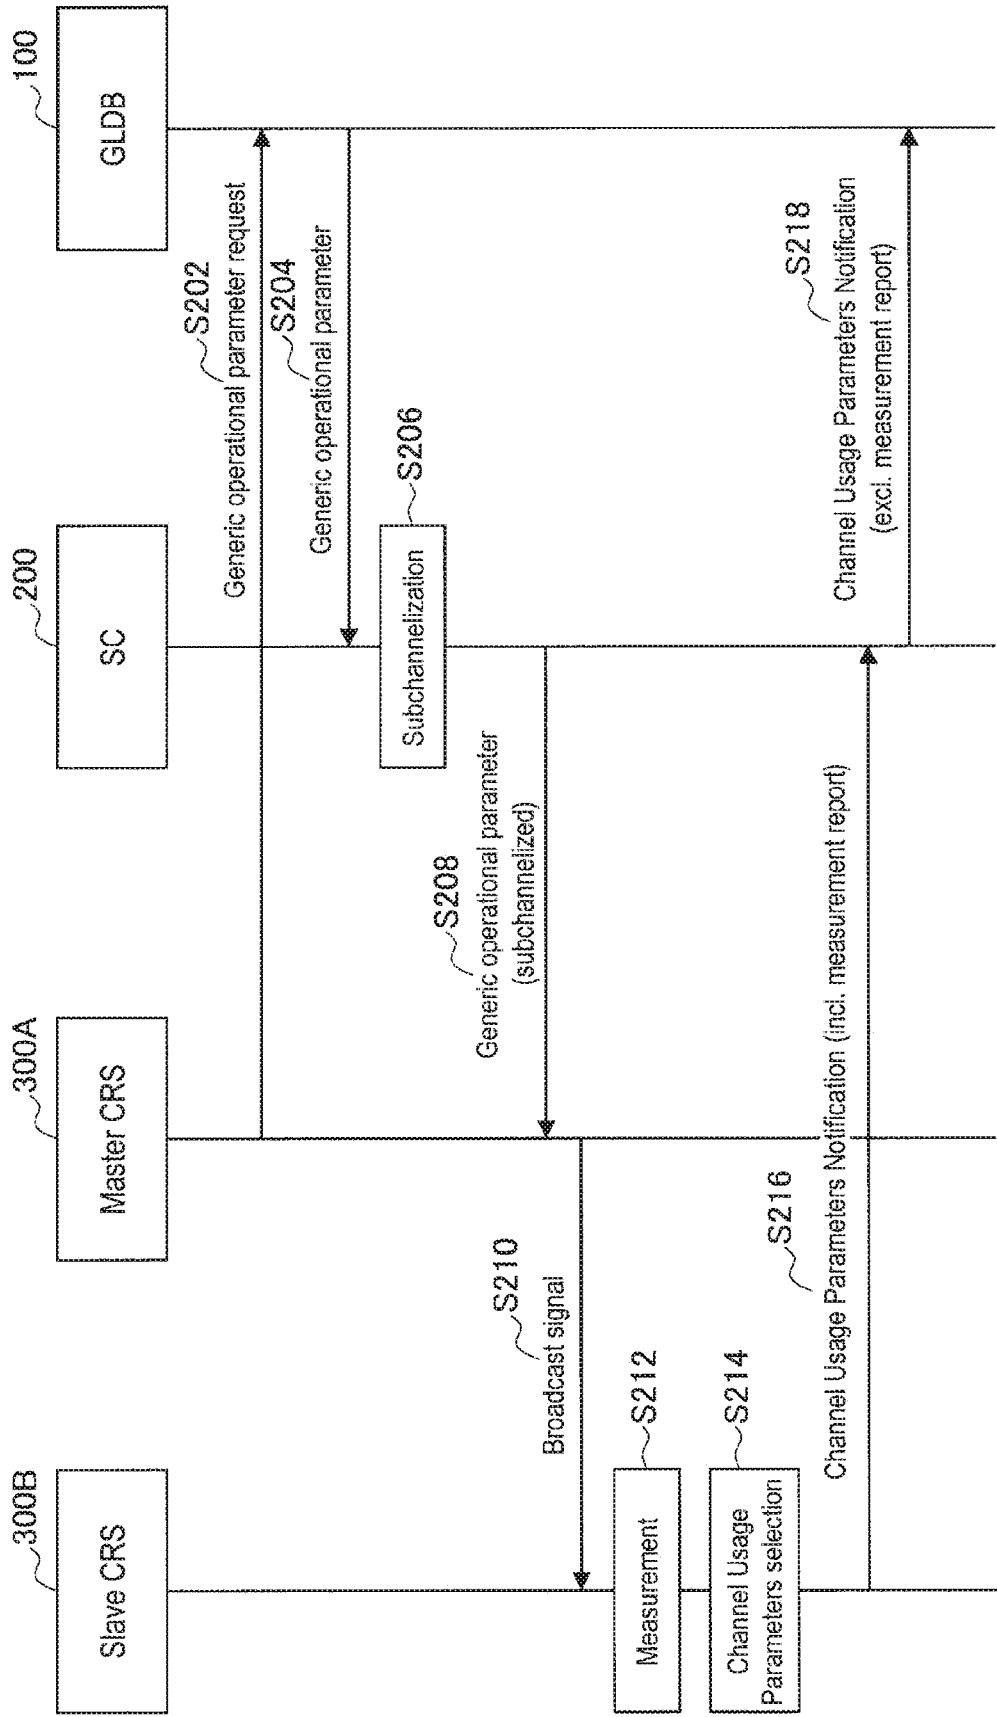 300B
Slave CRS
300A
Master CRS
200
SC
100
GLDB
S202
Generic operational parameter request
S204
Generic operational parameter
Subchannelization
S206
S208
Generic operational parameter
(subchannelized)
S210
Broadcast signal
Measurement
S212
Channel Usage
Parameters selection
S214
S216
Channel Usage Parameters Notification (incl. measurement report)
S218
Channel Usage Parameters Notification
(excl. measurement report)